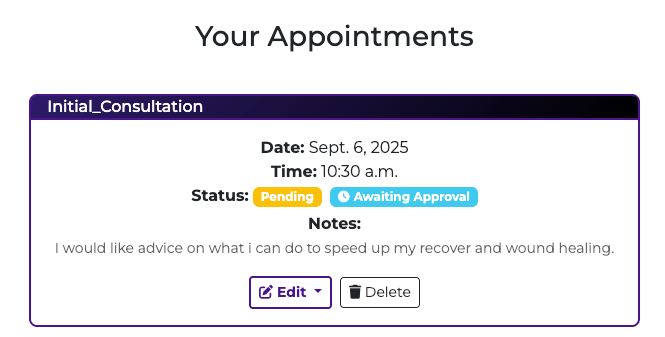 Your Appointments
Initial_Consultation
Date: Sept. 6, 2025
Time: 10:30 a.m.
Status: Pending Awaiting Approval
Notes:
I would like advice on what i can do to speed up my recover and wound healing.
Edit Delete